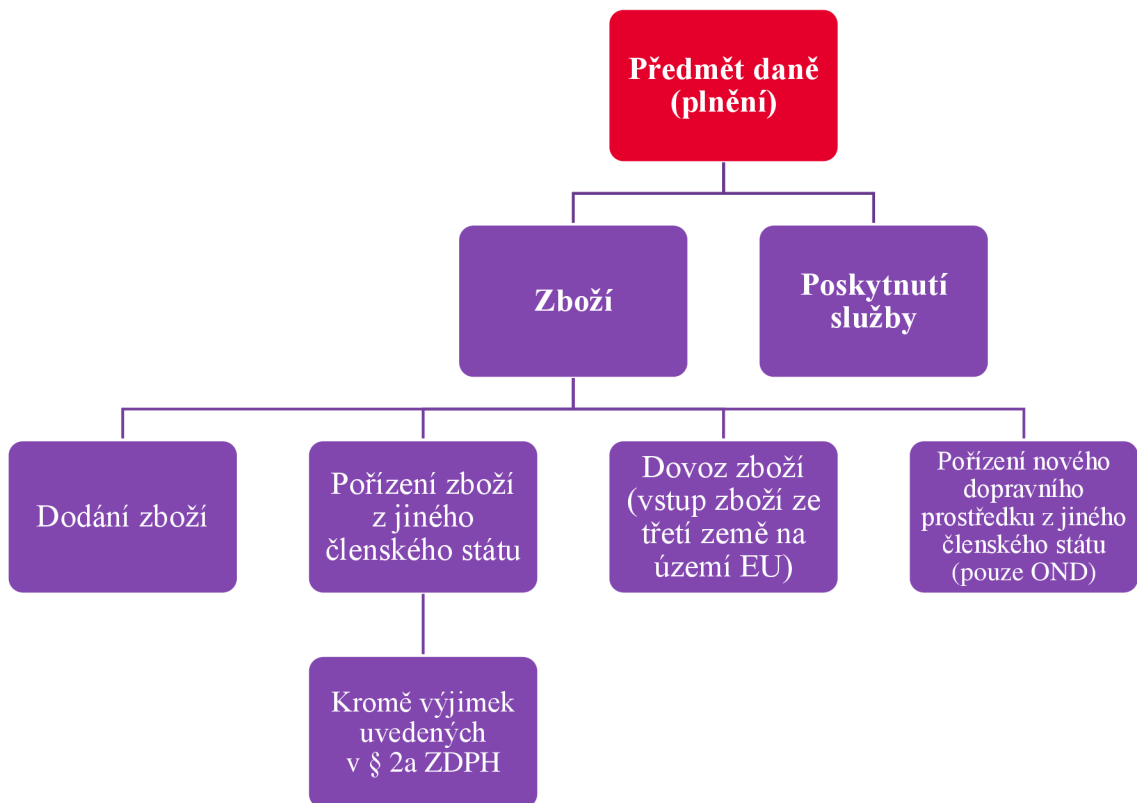 Předmět daně
(plnění)
Zboží
Poskytnutí
služby
Dodání zboží
Pořízení zboží
z jiného
členského státu
Dovoz zboží
(vstup zboží ze
třetí země na
území EU)
Pořízení nového
dopravního
prostředku z jiného
členského státu
(pouze OND)
Kromě výjimek
uvedených
v § 2a ZDPH